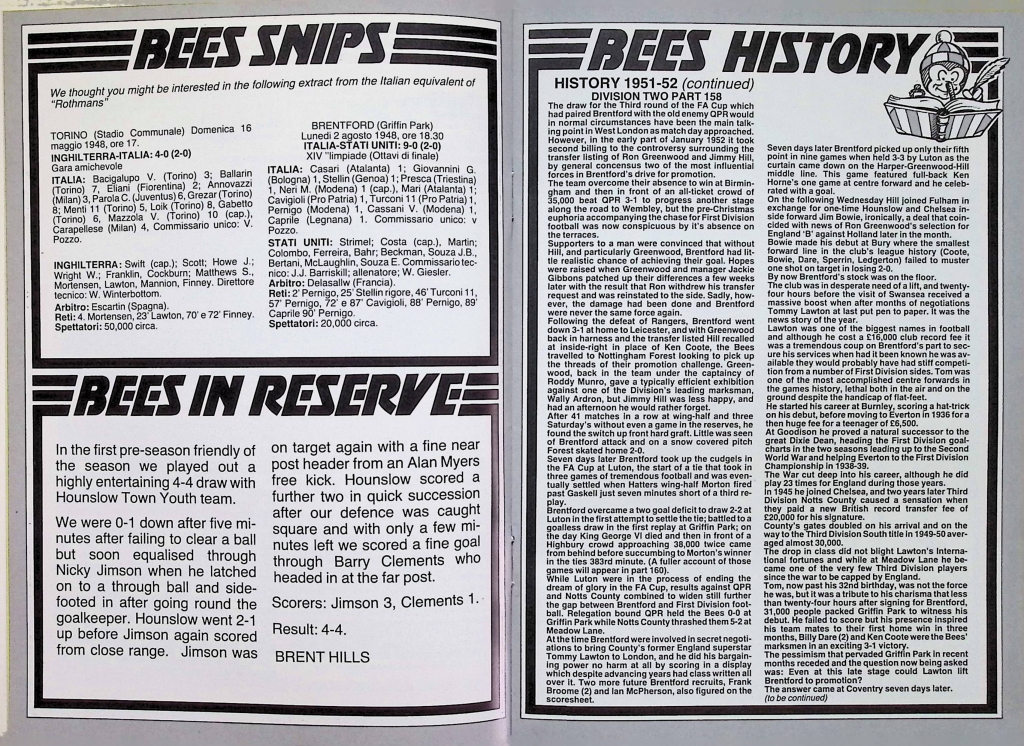 BEES SNIPS
We thought you might be interested in the following extract from the Italian equivalent of
"Rothmans"
TORINO (Stadio Communale) Domenica 16
maggio 1948, ore 17.
INGHILTERRA-ITALIA: 4-0 (2-0)
Gara amichevole
ITALIA: Bacigalupo V. (Torino) 3; Ballarin
(Torino) 7, Eliani (Fiorentina) 2; Annovazzi
(Milan) 3, Parola C. (Juventus) 6, Grezar (Torino)
8; Menti 11 (Torino) 5, Loik (Torino) 8, Gabetto
(Torino) 6, Mazzola V. (Torino) 10 (cap.),
Carapellese (Milan) 4, Commissario unico: V.
Pozzo.
INGHILTERRA: Swift (cap.); Scott; Howe J.;
Wright W.; Franklin, Cockburn; Matthews S.,
Mortensen, Lawton, Mannion, Finney. Direttore
tecnico: W. Winterbottom.
Arbitro: Escartin (Spagna).
Reti: 4. Mortensen, 23' Lawton, 70' e 72' Finney.
Spettatori: 50,000 circa.
BRENTFORD (Griffin Park)
Lunedi 2 agosto 1948, ore 18.30
ITALIA-STATI UNITI: 9-0 (2-0)
XIV "limpiade (Ottavi di finale)
ITALIA: Casari (Atalanta) 1; Giovannini G.
(Bologna) 1, Stellin (Genoa) 1; Fresca (Triestina)
1, Neri M. (Modena) 1 (cap.), Mari (Atalanta) 1;
Cavigioli (Pro Patria) 1, Turconi 11 (Pro Patria) 1,
Pernigo (Modena) 1, Cassani V. (Modena) 1,
Caprile (Legnana) 1. Commissario unico: v
Pozzo.
STATI UNITI: Strimel; Costa (cap.), Martin;
Colombo, Ferreira, Bahr; Beckman, Souza J.B.,
Bertani, McLaughlin, Souza E. Commissario tec-
nico: J.J. Barriskill; allenatore; W. Giesler.
Arbitro: Delasallw (Francia).
Reti: 2' Pernigo, 25' Stellin rigore, 46' Turconi 11,
57' Pernigo, 72' e 87' Cavigioli, 88' Pernigo, 89'
Caprile 90' Pernigo.
Spettatori: 20,000 circa.
BEES IN RESERVE
In the first pre-season friendly of
the season we played out a
highly entertaining 4-4 draw with
Hounslow Town Youth team.
We were 0-1 down after five mi-
nutes after failing to clear a ball
but soon equalised through
Nicky Jimson when he latched
on to a through ball and side-
footed in after going round the
goalkeeper. Hounslow went 2-1
up before Jimson again scored
from close range. Jimson was
on target again with a fine near
post header from an Alan Myers
free kick. Hounslow scored a
further two in quick succession
after our defence was caught
square and with only a few mi-
nutes left we scored a fine goal
through Barry Clements who
headed in at the far post.
Scorers: Jimson 3, Clements 1.
Result: 4-4.
BRENT HILLS
BEES HISTORY
HISTORY 1951-52 (continued)
DIVISION TWO PART 158
The draw for the Third round of the FA Cup which
had paired Brentford with the old enemy QPR would
in normal circumstances have been the main talk-
ing point in West London as match day approached.
However, in the early part of January 1952 it took
second billing to the controversy surrounding the
transfer listing of Ron Greenwood and Jimmy Hill,
by general concensus two of the most influential
forces in Brentford's drive for promotion.
The team overcame their absence to win at Birmin-
gham and then in front of an all-ticket crowd of
35,000 beat QPR 3-1 to progress another stage
along the road to Wembley, but the pre-Christmas
euphoria accompanying the chase for First Division
football was now conspicuous by it's absence on
the terraces.
Supporters to a man were convinced that without
Hill, and particularly Greenwood, Brentford had lit-
tle realistic chance of achieving their goal. Hopes
were raised when Greenwood and manager Jackie
Gibbons patched up their differences a few weeks
later with the result that Ron withdrew his transfer
request and was reinstated to the side. Sadly, how-
ever, the damage had been done and Brentford
were never the same force again.
Following the defeat of Rangers, Brentford went
down 3-1 at home to Leicester, and with Greenwood
back in harness and the transfer listed Hill recalled
at inside-right in place of Ken Coote, the Bees
travelled to Nottingham Forest looking to pick up
the threads of their promotion challenge. Green-
wood, back in the team under the captaincy of
Roddy Munro, gave a typically efficient exhibition
against one of the Division's leading marksman,
Wally Ardron, but Jimmy Hill was less happy, and
had an afternoon he would rather forget.
After 41 matches in a row at wing-half and three
Saturday's without even a game in the reserves, he
found the switch up front hard graft. Little was seen
of Brentford attack and on a snow covered pitch
Forest skated home 2-0.
Seven days later Brentford took up the cudgels in
the FA Cup at Luton, the start of a tie that took in
three games of tremendous football and was even-
tually settled when Hatters wing-half Morton fired
past Gaskell just seven minutes short of a third re-
play.
Brentford overcame a two goal deficit to draw 2-2 at
Luton in the first attempt to settle the tie; battled to a
goalless draw in the first replay at Griffin Park; on
the day King George VI died and then in front of a
Highbury crowd approaching 38,000 twice came
from behind before succumbing to Morton's winner
in the ties 383rd minute. (A fuller account of those
games will appear in part 160).
While Luton were in the process of ending the
dream of glory in the FA Cup, results against QPR
and Notts County combined to widen still further
the gap between Brentford and First Division foot-
ball. Relegation bound QPR held the Bees 0-0 at
Griffin Park while Notts County thrashed them 5-2 at
Meadow Lane.
At the time Brentford were involved in secret negoti-
ations to bring County's former England superstar
Tommy Lawton to London, and he did his bargain-
ing power no harm at all by scoring in a display
which despite advancing years had class written all
over it. Two more future Brentford recruits, Frank
Broome (2) and Ian McPherson, also figured on the
scoresheet.
Seven days later Brentford picked up only their fifth
point in nine games when held 3-3 by Luton as the
curtain came down on the Harper-Greenwood-Hill
middle line. This game featured full-back Ken
Horne's one game at centre forward and he celeb-
rated with a goal.
On the following Wednesday Hill joined Fulham in
exchange for one-time Hounslow and Chelsea in-
side forward Jim Bowie, ironically, a deal that coin-
cided with news of Ron Greenwood's selection for
England 'B' against Holland later in the month.
Bowie made his debut at Bury where the smallest
forward line in the club's league history (Coote,
Bowie, Dare, Sperrin, Ledgerton) failed to muster
one shot on target in losing 2-0.
By now Brentford's stock was on the floor.
The club was in desperate need of a lift, and twenty-
four hours before the visit of Swansea received a
massive boost when after months of negotiations
Tommy Lawton at last put pen to paper. It was the
news story of the year.
Lawton was one of the biggest names in football
and although he cost a £16,000 club record fee it
was a tremendous coup on Brentford's part to sec-
ure his services when had it been known he was av-
ailable they would probably have had stiff competi-
tion from a number of First Division sides. Tom was
one of the most accomplished centre forwards in
the games history, lethal both in the air and on the
ground despite the handicap of flat-feet.
He started his career at Burnley, scoring a hat-trick
on his debut, before moving to Everton in 1936 for a
then huge fee for a teenager of £6,500.
At Goodison he proved a natural successor to the
great Dixie Dean, heading the First Division goal-
charts in the two seasons leading up to the Second
World War and helping Everton to the First Division
Championship in 1938-39.
The War cut deep into his career, although he did
play 23 times for England during those years.
In 1945 he joined Chelsea, and two years later Third
Division Notts County caused a sensation when
they paid a new British record transfer fee of
£20,000 for his signature.
County's gates doubled on his arrival and on the
way to the Third Division South title in 1949-50 aver-
aged almost 30,000.
The drop in class did not blight Lawton's Interna-
tional fortunes and while at Meadow Lane he be-
came one of the very few Third Division players
since the war to be capped by England.
Tom, now past his 32nd birthday, was not the force
he was, but it was a tribute to his charisma that less
than twenty-four hours after signing for Brentford,
31,000 people packed Griffin Park to witness his
debut. He failed to score but his presence inspired
his team mates to their first home win in three
months, Billy Dare (2) and Ken Coote were the Bees'
marksmen in an exciting 3-1 victory.
The pessimism that pervaded Griffin Park in recent
months receded and the question now being asked
was: Even at this late stage could Lawton lift
Brentford to promotion?
The answer came at Coventry seven days later.
(to be continued)